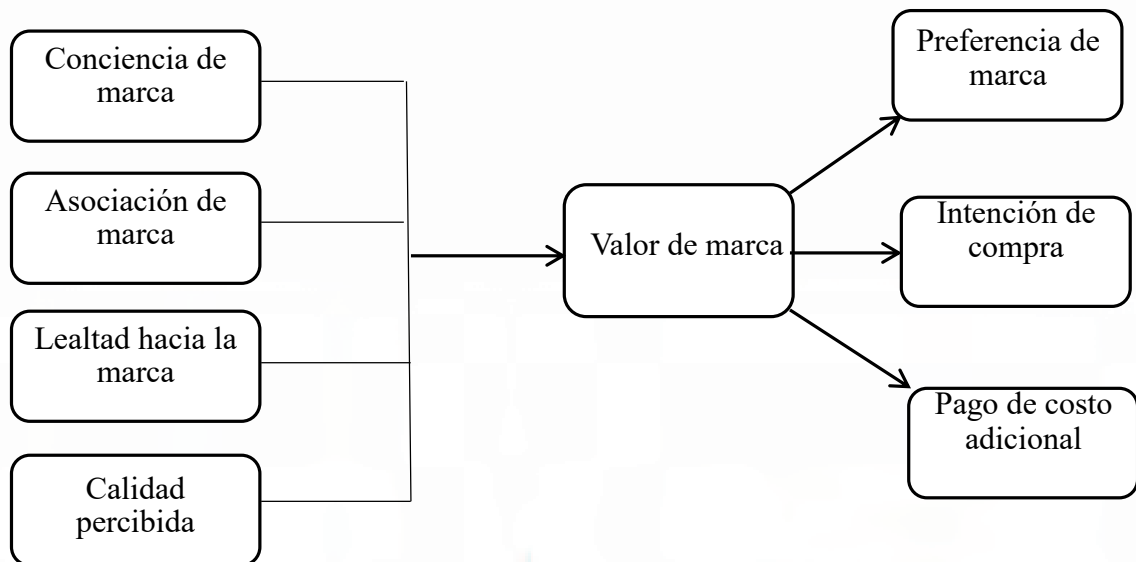 Conciencia de
marca
Asociación de
marca
Lealtad hacia la
marca
Calidad
percibida
Valor de marca
Preferencia de
marca
Intención de
compra
Pago de costo
adicional